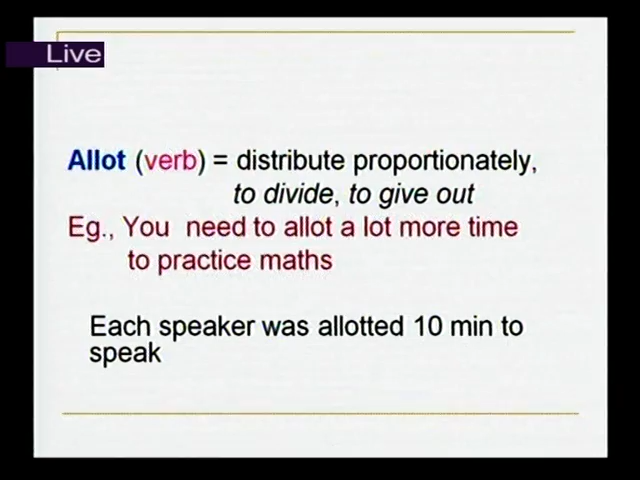 Live
Allot (verb) = distribute proportionately,
to divide, to give out
Eg., You need to allot a lot more time
to practice maths
Each speaker was allotted 10 min to
speak